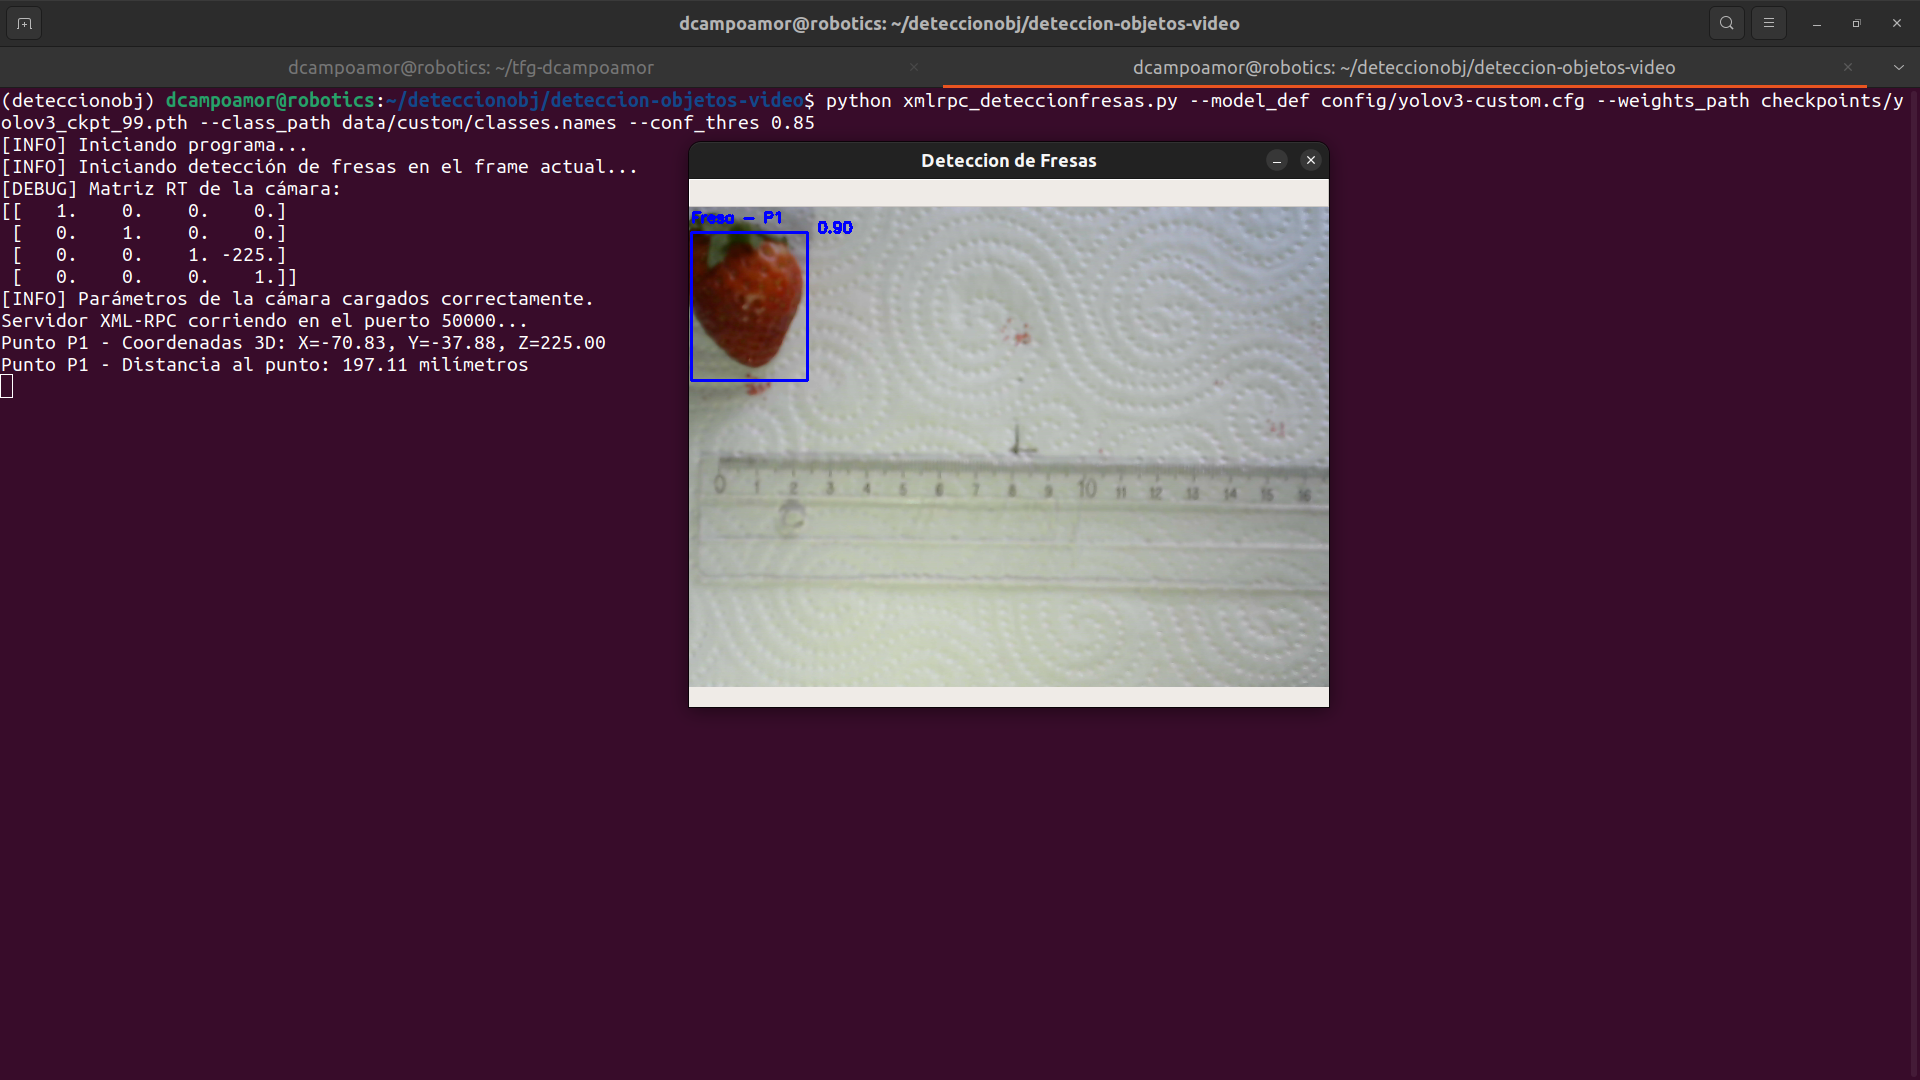 dcampoamor@robotics: ~/deteccionobj/deteccion-objetos-video
dcampoamor@robotics: ~/tfg-dcampoamor
dcampoamor@robotics: ~/deteccionobj/deteccion-objetos-video
(deteccionobj) dcampoamor@robotics:~/deteccionobj/deteccion-objetos-video$ python xmlrpc_deteccionfresas.py --model_def config/yolov3-custom.cfg --weights_path checkpoints/y
olov3_ckpt_99.pth --class_path data/custom/classes.names --conf_thres 0.85
[INFO] Iniciando programa...
[INFO] Iniciando detección de fresas en el frame actual...
[DEBUG] Matriz RT de la cámara:
[[   1.    0.    0.    0.]
 [   0.    1.    0.    0.]
 [   0.    0.    1. -225.]
 [   0.    0.    0.    1.]]
[INFO] Parámetros de la cámara cargados correctamente.
Servidor XML-RPC corriendo en el puerto 50000...
Punto P1 - Coordenadas 3D: X=-70.83, Y=-37.88, Z=225.00
Punto P1 - Distancia al punto: 197.11 milímetros
Deteccion de Fresas
Fresa - P1
0.90
0 1 2 3 4 5 6 7 8 9 10 11 12 13 14 15 16